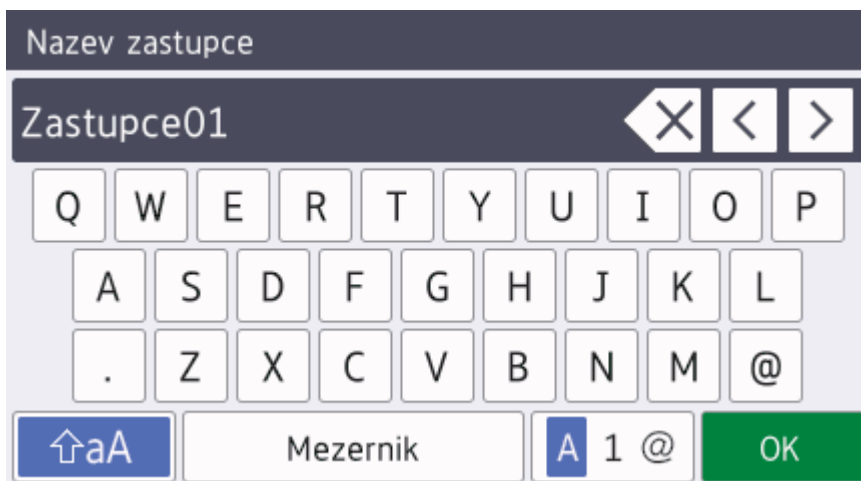 Nazev zastupce
Zastupce01
Q W E R T Y U I O P
A S D F G H J K L
. Z X C V B N M @
aA Mezernik A 1 @ OK